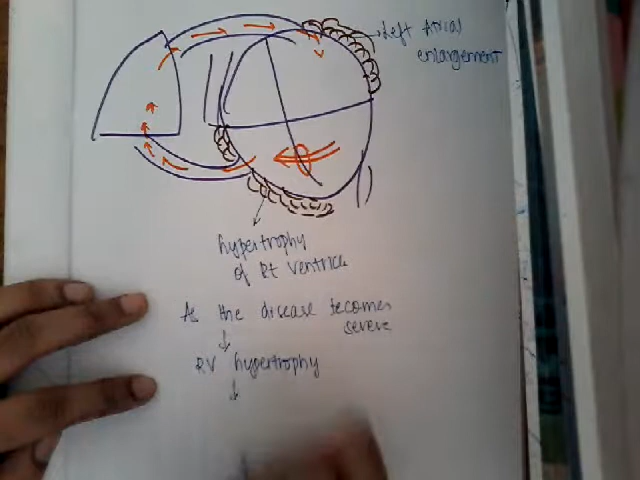 Left Atrial
enlargement
hypertrophy
of Rt ventricle
As the disease becomes
severe
RV hypertrophy